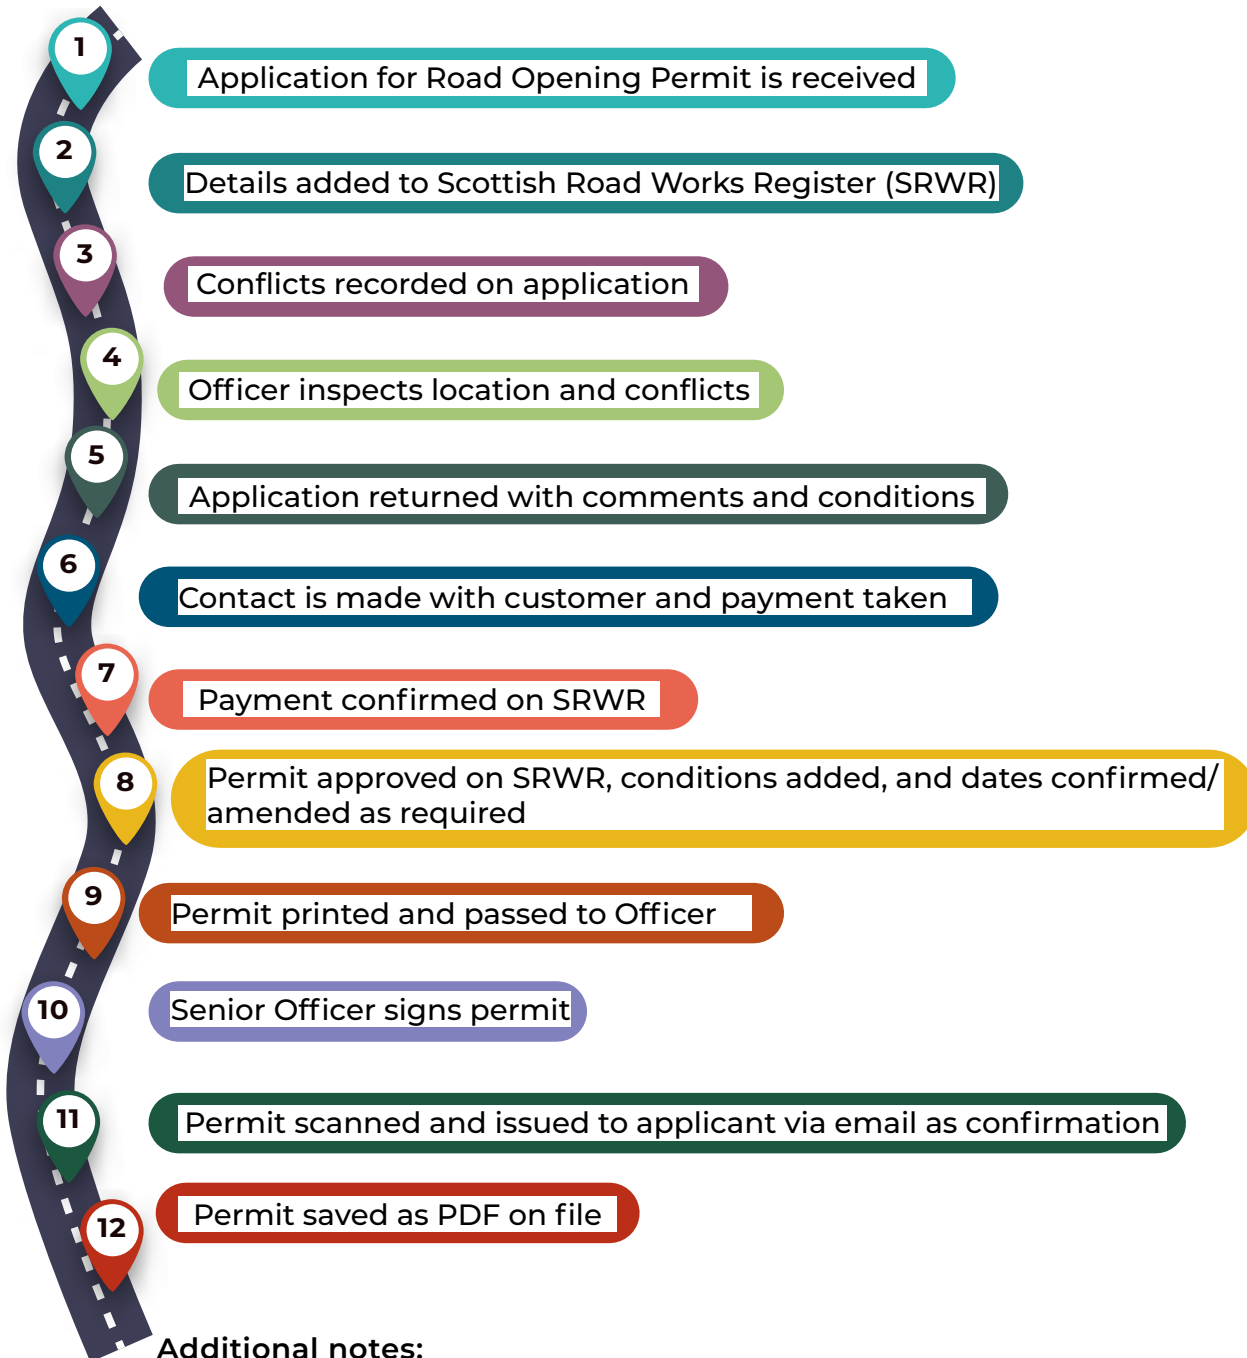 1
Application for Road Opening Permit is received
2
Details added to Scottish Road Works Register (SRWR)
3
Conflicts recorded on application
4
Officer inspects location and conflicts
5
Application returned with comments and conditions
6
Contact is made with customer and payment taken
7
Payment confirmed on SRWR
8
Permit approved on SRWR, conditions added, and dates confirmed/
amended as required
9
Permit printed and passed to Officer
10
Senior Officer signs permit
11
Permit scanned and issued to applicant via email as confirmation
12
Permit saved as PDF on file
Additional notes: